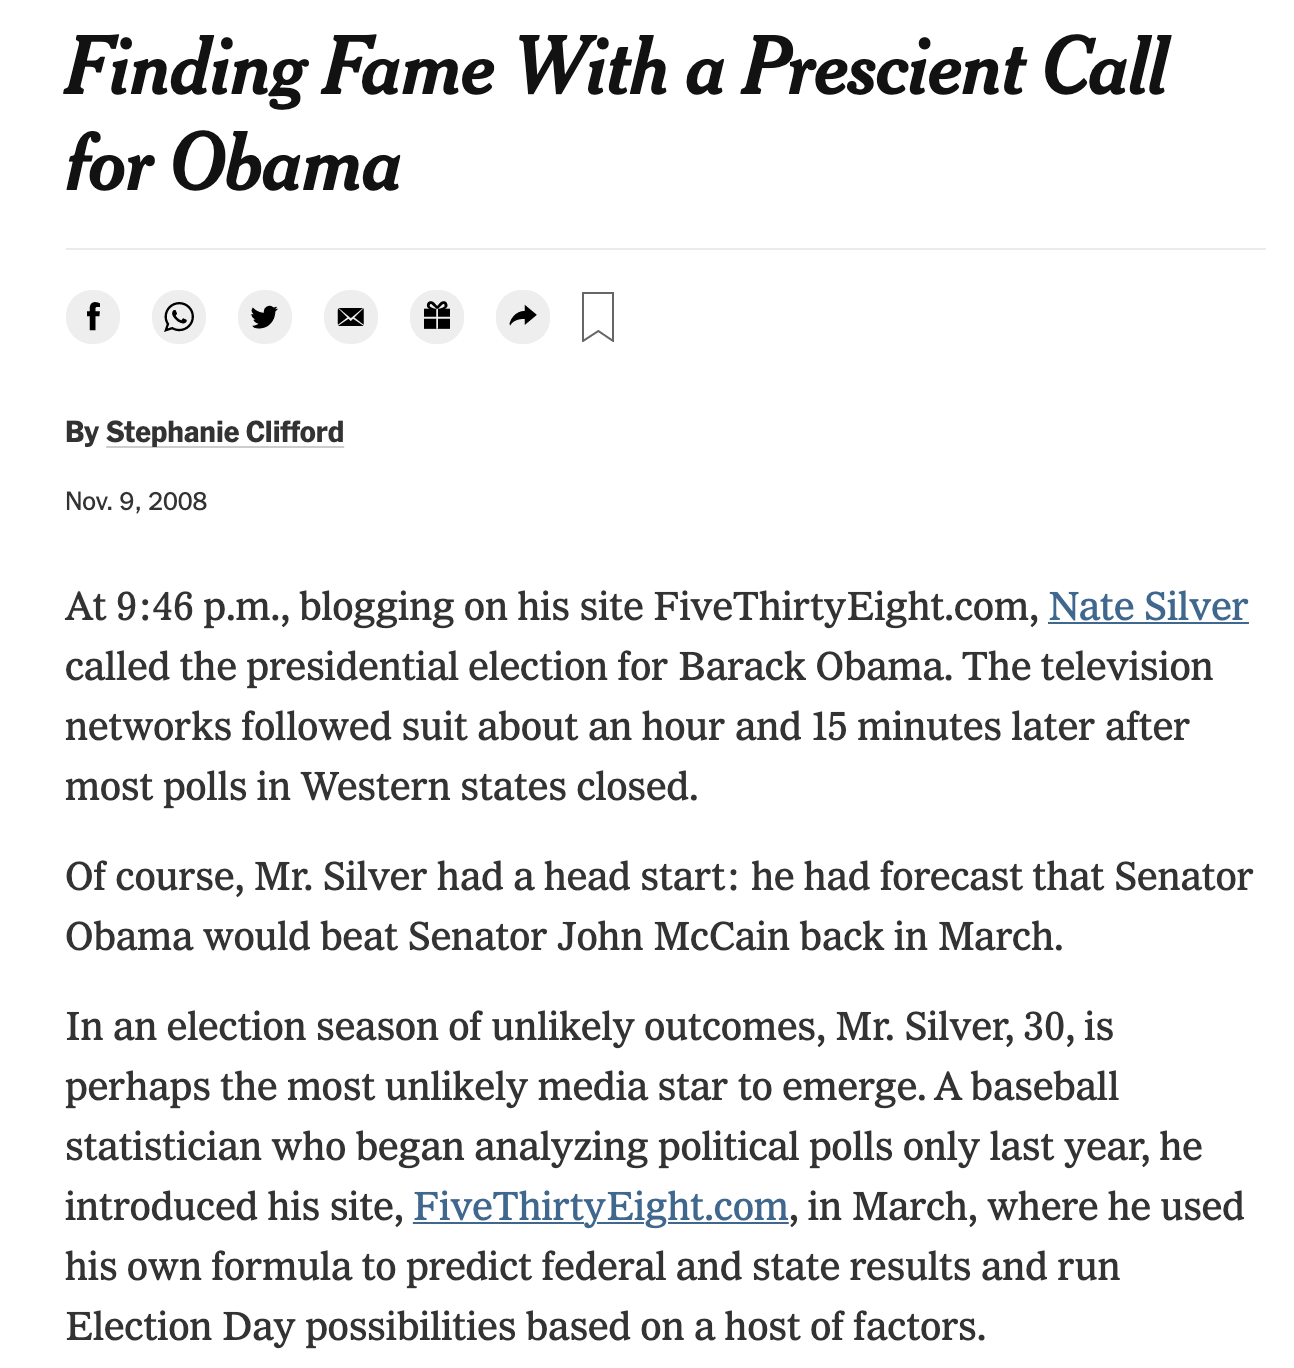 Finding Fame With a Prescient Call
for Obama
By Stephanie Clifford
Nov. 9, 2008
At 9:46 p.m., blogging on his site FiveThirtyEight.com, Nate Silver
called the presidential election for Barack Obama. The television
networks followed suit about an hour and 15 minutes later after
most polls in Western states closed.
Of course, Mr. Silver had a head start: he had forecast that Senator
Obama would beat Senator John McCain back in March.
In an election season of unlikely outcomes, Mr. Silver, 30, is
perhaps the most unlikely media star to emerge. A baseball
statistician who began analyzing political polls only last year, he
introduced his site, FiveThirtyEight.com, in March, where he used
his own formula to predict federal and state results and run
Election Day possibilities based on a host of factors.